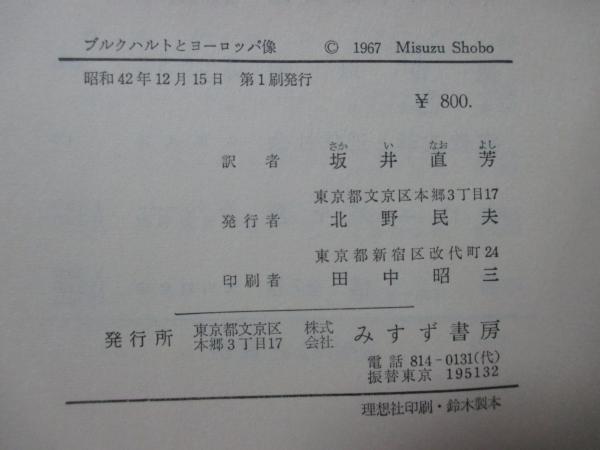 ブルクハルトとヨーロッパ像 © 1967 Misuzu Shobo
昭和42年12月15日 第1刷発行
¥ 800.
さか い なお よし
訳者 坂井直芳
東京都文京区本郷3丁目17
発行者 北野民夫
東京都新宿区改代町24
印刷者 田中昭三
発行所 東京都文京区本郷3丁目17 株式会社 みすず書房
電話 814-0131(代)
振替東京 195132
理想社印刷・鈴木製本